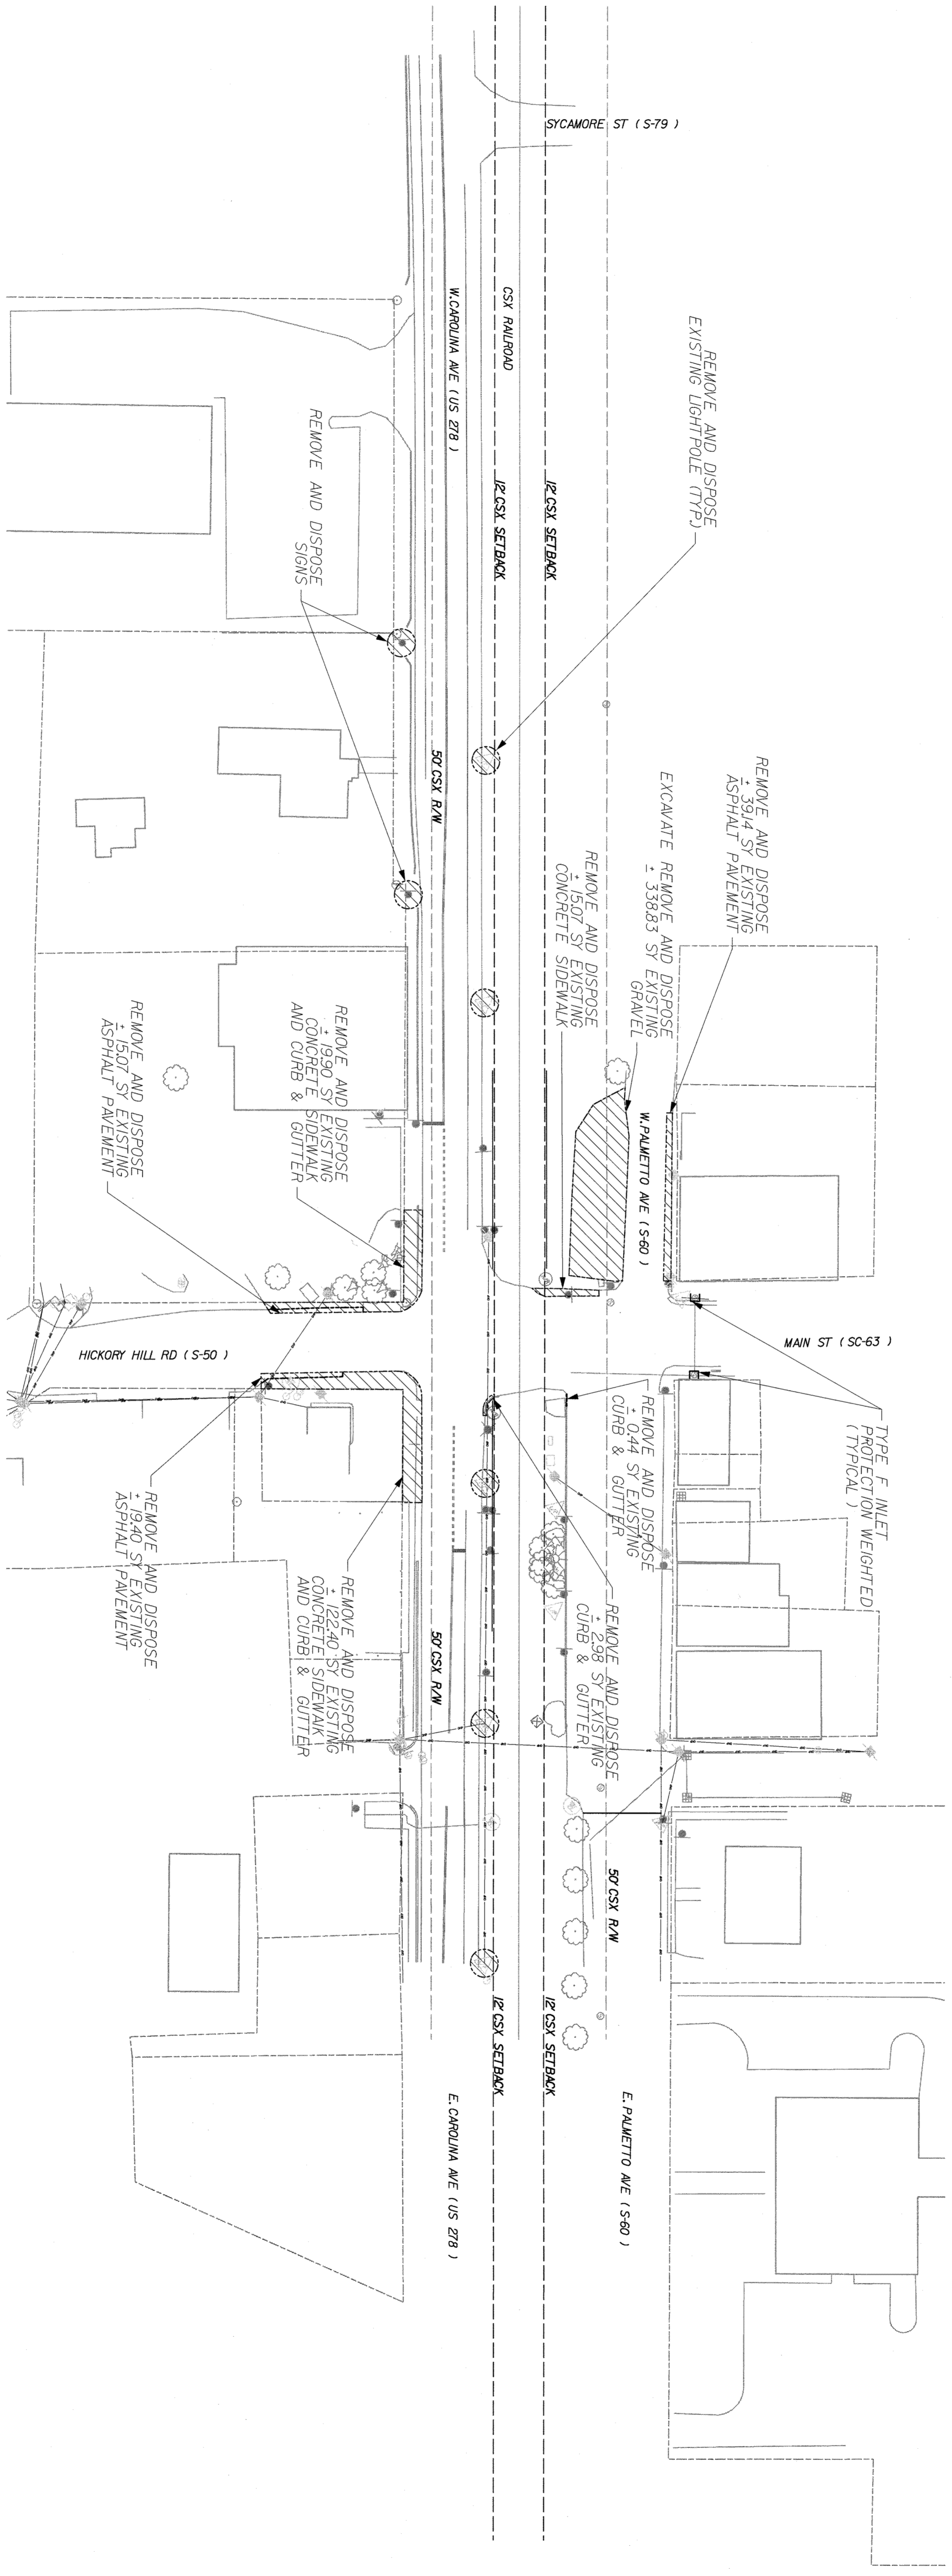 SYCAMORE ST ( S-79 )
W. CAROLINA AVE ( US 278 )
CSX RAILROAD
REMOVE AND DISPOSE
EXISTING LIGHTPOLE (TYP.)
12' CSX SETBACK
12' CSX SETBACK
REMOVE AND DISPOSE
SIGNS
50' CSX R/W
REMOVE AND DISPOSE
± 39.14 SY EXISTING
ASPHALT PAVEMENT
EXCAVATE REMOVE AND DISPOSE
± 338.83 SY EXISTING
GRAVEL
REMOVE AND DISPOSE
± 15.07 SY EXISTING
CONCRETE SIDEWALK
REMOVE AND DISPOSE
± 19.90 SY EXISTING
CONCRETE SIDEWALK
AND CURB & GUTTER
REMOVE AND DISPOSE
± 15.07 SY EXISTING
ASPHALT PAVEMENT
W. PALMETTO AVE ( S-60 )
MAIN ST ( SC-63 )
HICKORY HILL RD ( S-50 )
TYPE F INLET
PROTECTION WEIGHTED
( TYPICAL )
REMOVE AND DISPOSE
± 0.44 SY EXISTING
CURB & GUTTER
REMOVE AND DISPOSE
± 2.98 SY EXISTING
CURB & GUTTER
REMOVE AND DISPOSE
± 122.40 SY EXISTING
CONCRETE SIDEWALK
AND CURB & GUTTER
REMOVE AND DISPOSE
± 19.40 SY EXISTING
ASPHALT PAVEMENT
50' CSX R/W
50' CSX R/W
12' CSX SETBACK
12' CSX SETBACK
E. PALMETTO AVE ( S-60 )
E. CAROLINA AVE ( US 278 )